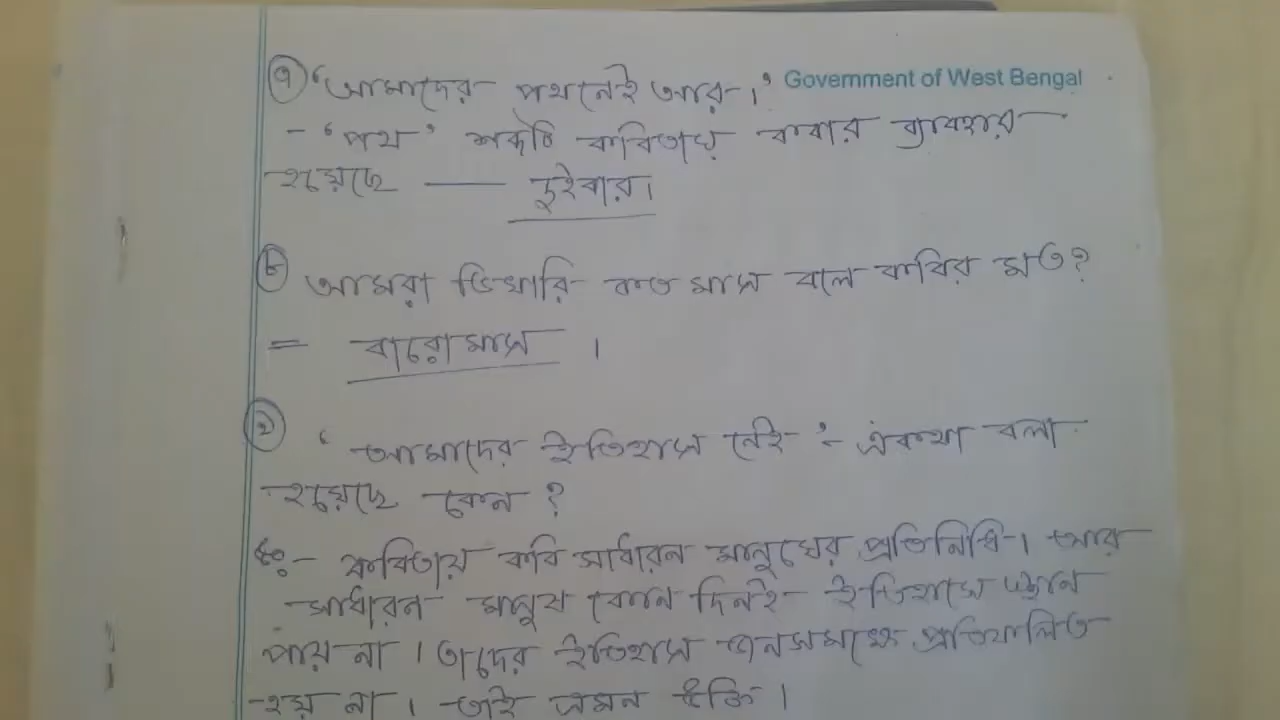 ৭ 'আমাদের পথ নেই আর।' Government of West Bengal
- 'পথ' শব্দটি কবিতায় কবার ব্যাবহার
হয়েছে — দুইবার।
৮ আমরা ভিখারি কত মাস বলে কবির মত?
= বারোমাস ।
২ 'আমাদের ইতিহাস নেই'- একথা বলা
হয়েছে কেন ?
উঃ- কবিতায় কবি সাধারন মানুষের প্রতিনিধি। আর
সাধারন মানুষ কোন দিনই ইতিহাসে স্থান
পায় না । তাদের ইতিহাস জনসমক্ষে প্রতিফলিত
হয় না । তাই এমন উক্তি ।